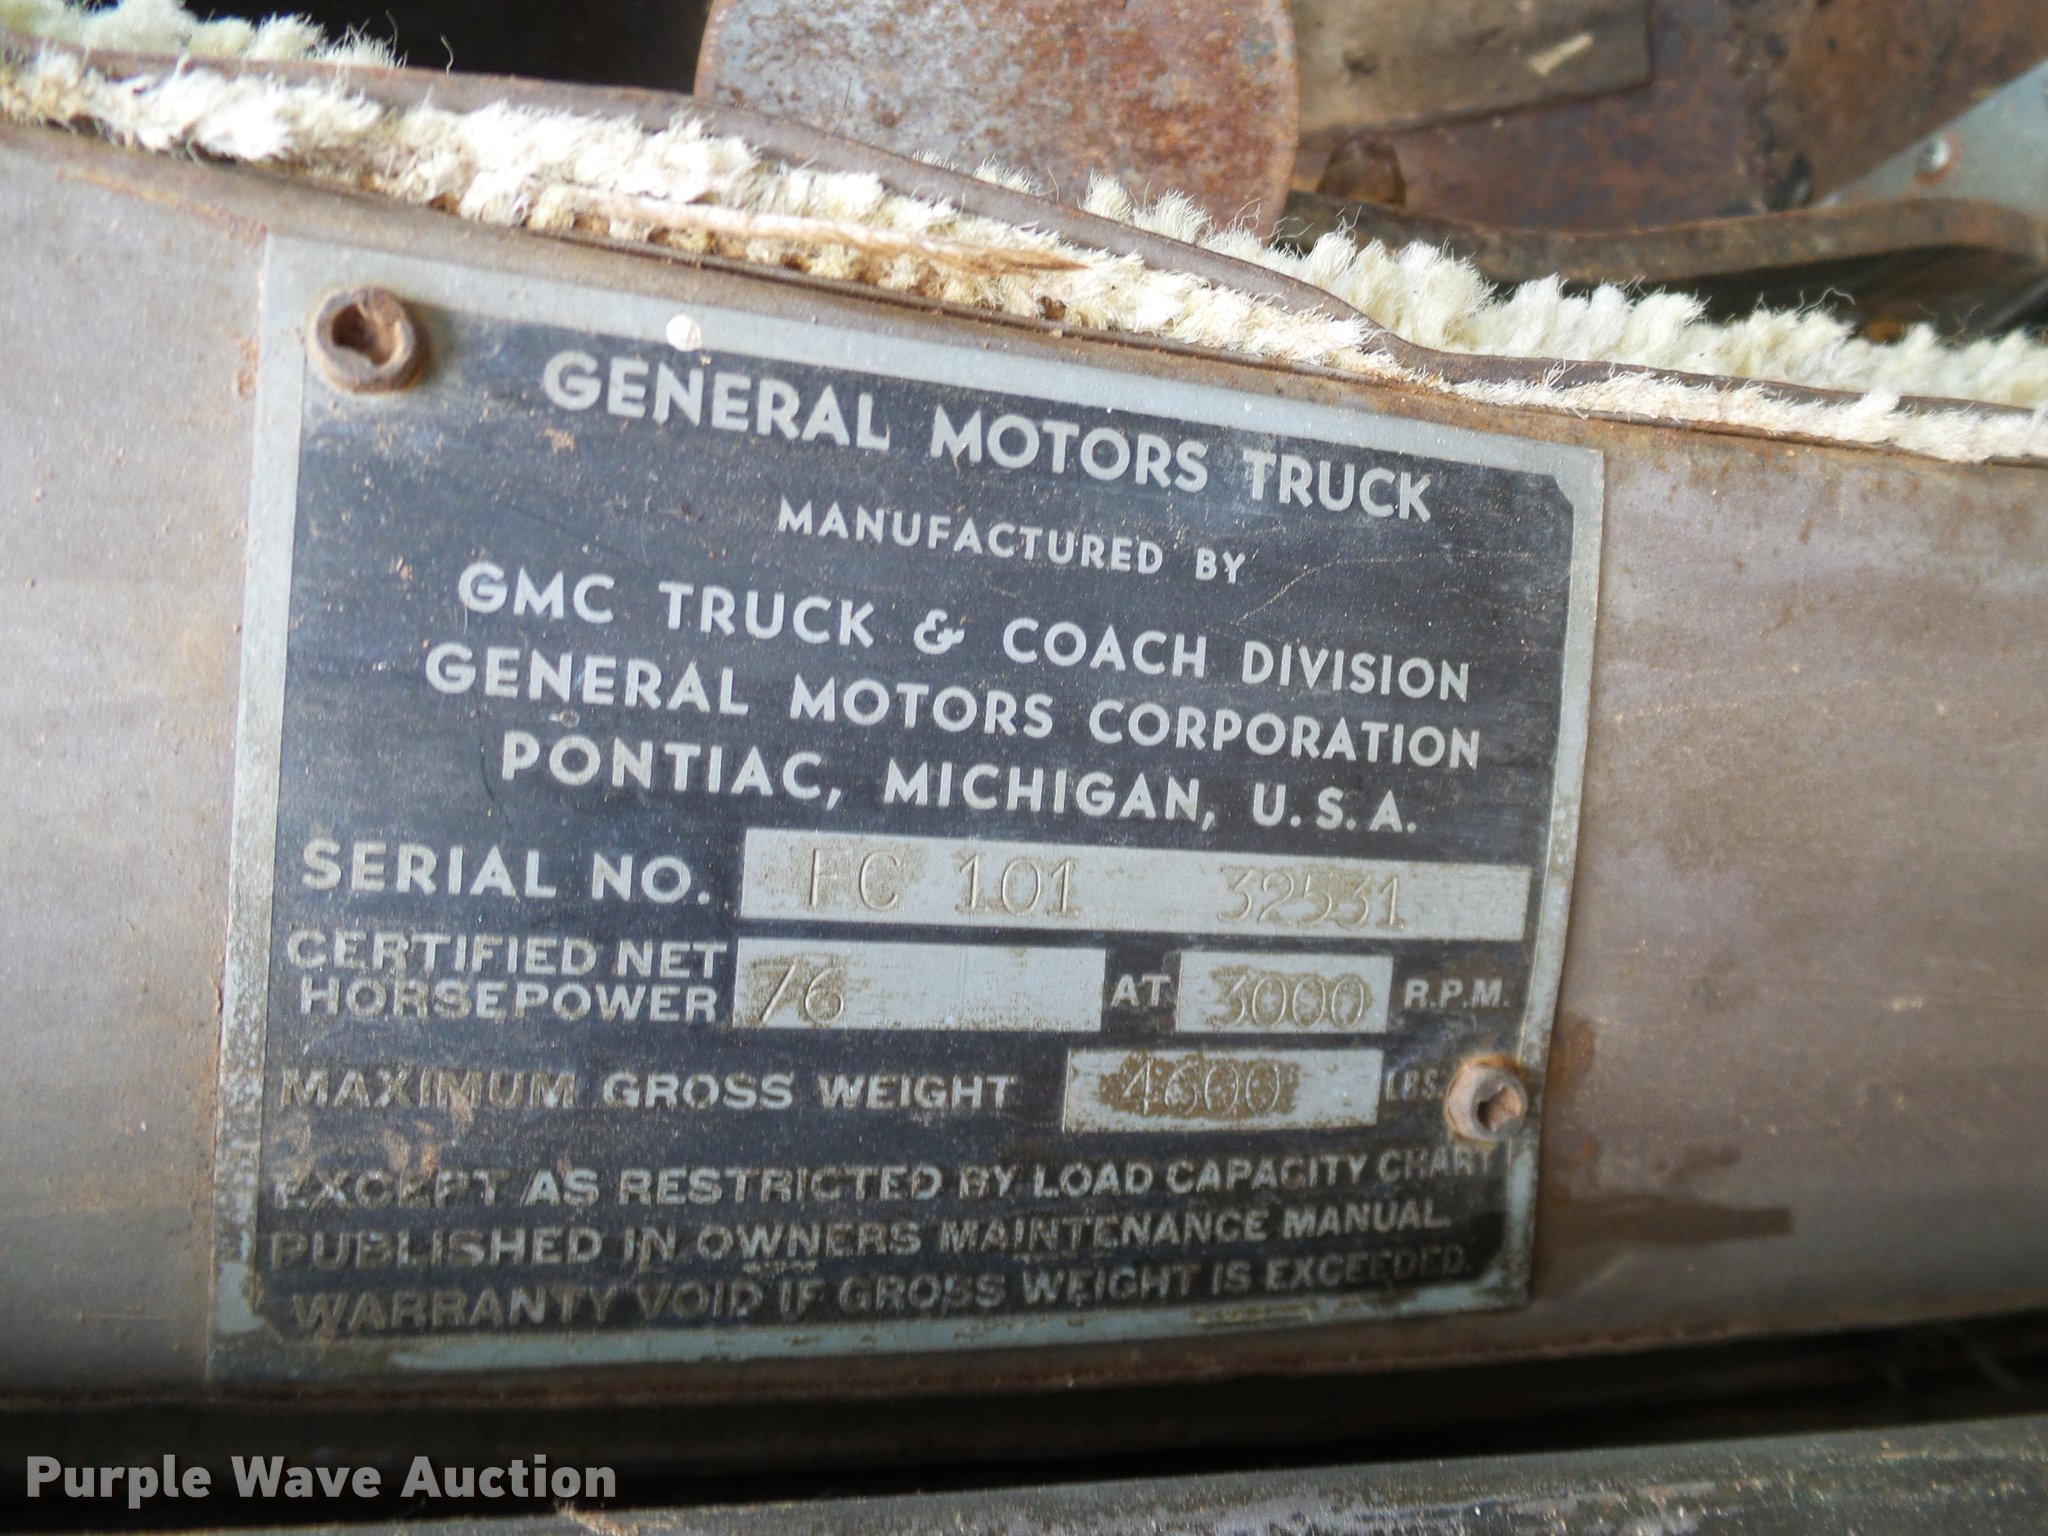 GENERAL MOTORS TRUCK
MANUFACTURED BY
GMC TRUCK & COACH DIVISION
GENERAL MOTORS CORPORATION
PONTIAC, MICHIGAN, U.S.A.
SERIAL NO. FC 101 32531
CERTIFIED NET
HORSEPOWER 76 AT 3000 R.P.M.
MAXIMUM GROSS WEIGHT 4600 LBS.
EXCEPT AS RESTRICTED BY LOAD CAPACITY CHART
PUBLISHED IN OWNERS MAINTENANCE MANUAL.
WARRANTY VOID IF GROSS WEIGHT IS EXCEEDED.
Purple Wave Auction